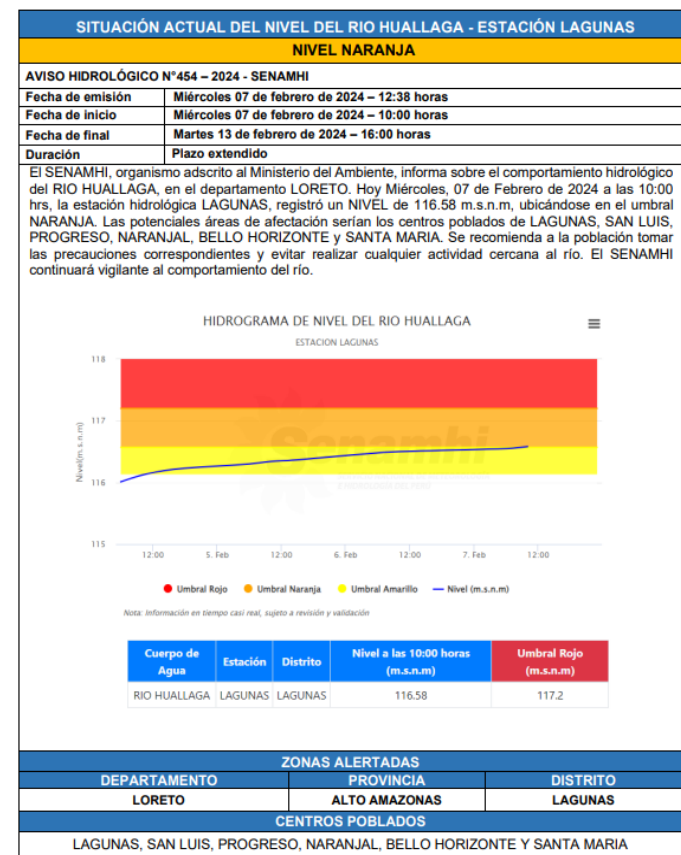 SITUACIÓN ACTUAL DEL NIVEL DEL RIO HUALLAGA - ESTACIÓN LAGUNAS
NIVEL NARANJA
AVISO HIDROLÓGICO N°454 – 2024 - SENAMHI
Fecha de emisión Miércoles 07 de febrero de 2024 – 12:38 horas
Fecha de inicio Miércoles 07 de febrero de 2024 – 10:00 horas
Fecha de final Martes 13 de febrero de 2024 – 16:00 horas
Duración Plazo extendido
El SENAMHI, organismo adscrito al Ministerio del Ambiente, informa sobre el comportamiento hidrológico
del RIO HUALLAGA, en el departamento LORETO. Hoy Miércoles, 07 de Febrero de 2024 a las 10:00
hrs, la estación hidrológica LAGUNAS, registró un NIVEL de 116.58 m.s.n.m, ubicándose en el umbral
NARANJA. Las potenciales áreas de afectación serían los centros poblados de LAGUNAS, SAN LUIS,
PROGRESO, NARANJAL, BELLO HORIZONTE y SANTA MARIA. Se recomienda a la población tomar
las precauciones correspondientes y evitar realizar cualquier actividad cercana al río. El SENAMHI
continuará vigilante al comportamiento del río.
HIDROGRAMA DE NIVEL DEL RIO HUALLAGA
ESTACION LAGUNAS
118
117
116
115
Nivel(m.s.n.m)
Senamhi
12:00 5. Feb 12:00 6. Feb 12:00 7. Feb 12:00
Umbral Rojo Umbral Naranja Umbral Amarillo Nivel (m.s.n.m)
Nota: Información en tiempo casi real, sujeto a revisión y validación
Cuerpo de Agua Estación Distrito Nivel a las 10:00 horas (m.s.n.m) Umbral Rojo (m.s.n.m)
RIO HUALLAGA LAGUNAS LAGUNAS 116.58 117.2
ZONAS ALERTADAS
DEPARTAMENTO PROVINCIA DISTRITO
LORETO ALTO AMAZONAS LAGUNAS
CENTROS POBLADOS
LAGUNAS, SAN LUIS, PROGRESO, NARANJAL, BELLO HORIZONTE Y SANTA MARIA